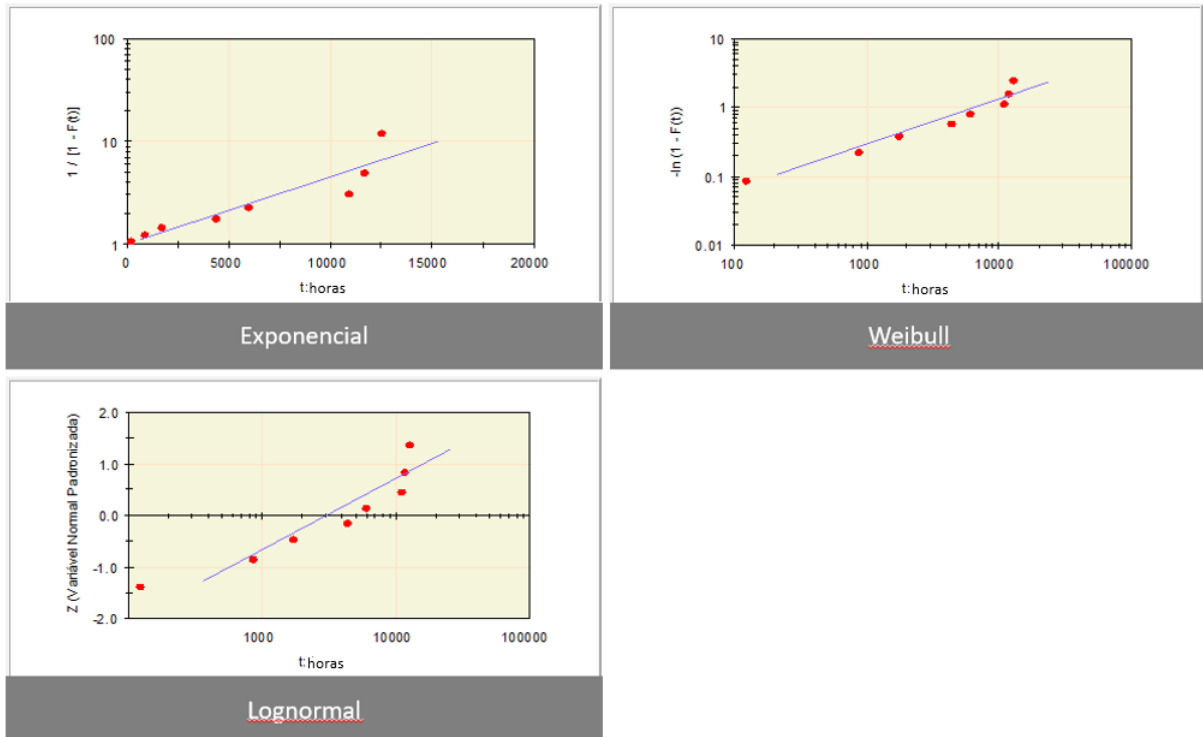 100
10
1
1 / [1 - F(t)]
0 5000 10000 15000 20000
t:horas
Exponencial
10
1
0.1
0.01
-ln (1 - F(t))
100 1000 10000 100000
t:horas
Weibull
2.0
1.0
0.0
-1.0
-2.0
Z (Variável Normal Padronizada)
1000 10000 100000
t:horas
Lognormal